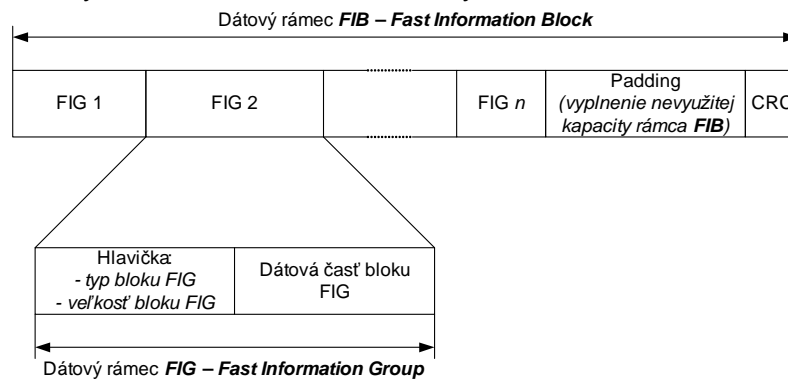 Dátový rámec FIB – Fast Information Block
FIG 1
FIG 2
FIG n
Padding
(vyplnenie nevyužitej
kapacity rámca FIB)
CRC
Hlavička:
- typ bloku FIG
- veľkosť bloku FIG
Dátová časť bloku
FIG
Dátový rámec FIG – Fast Information Group